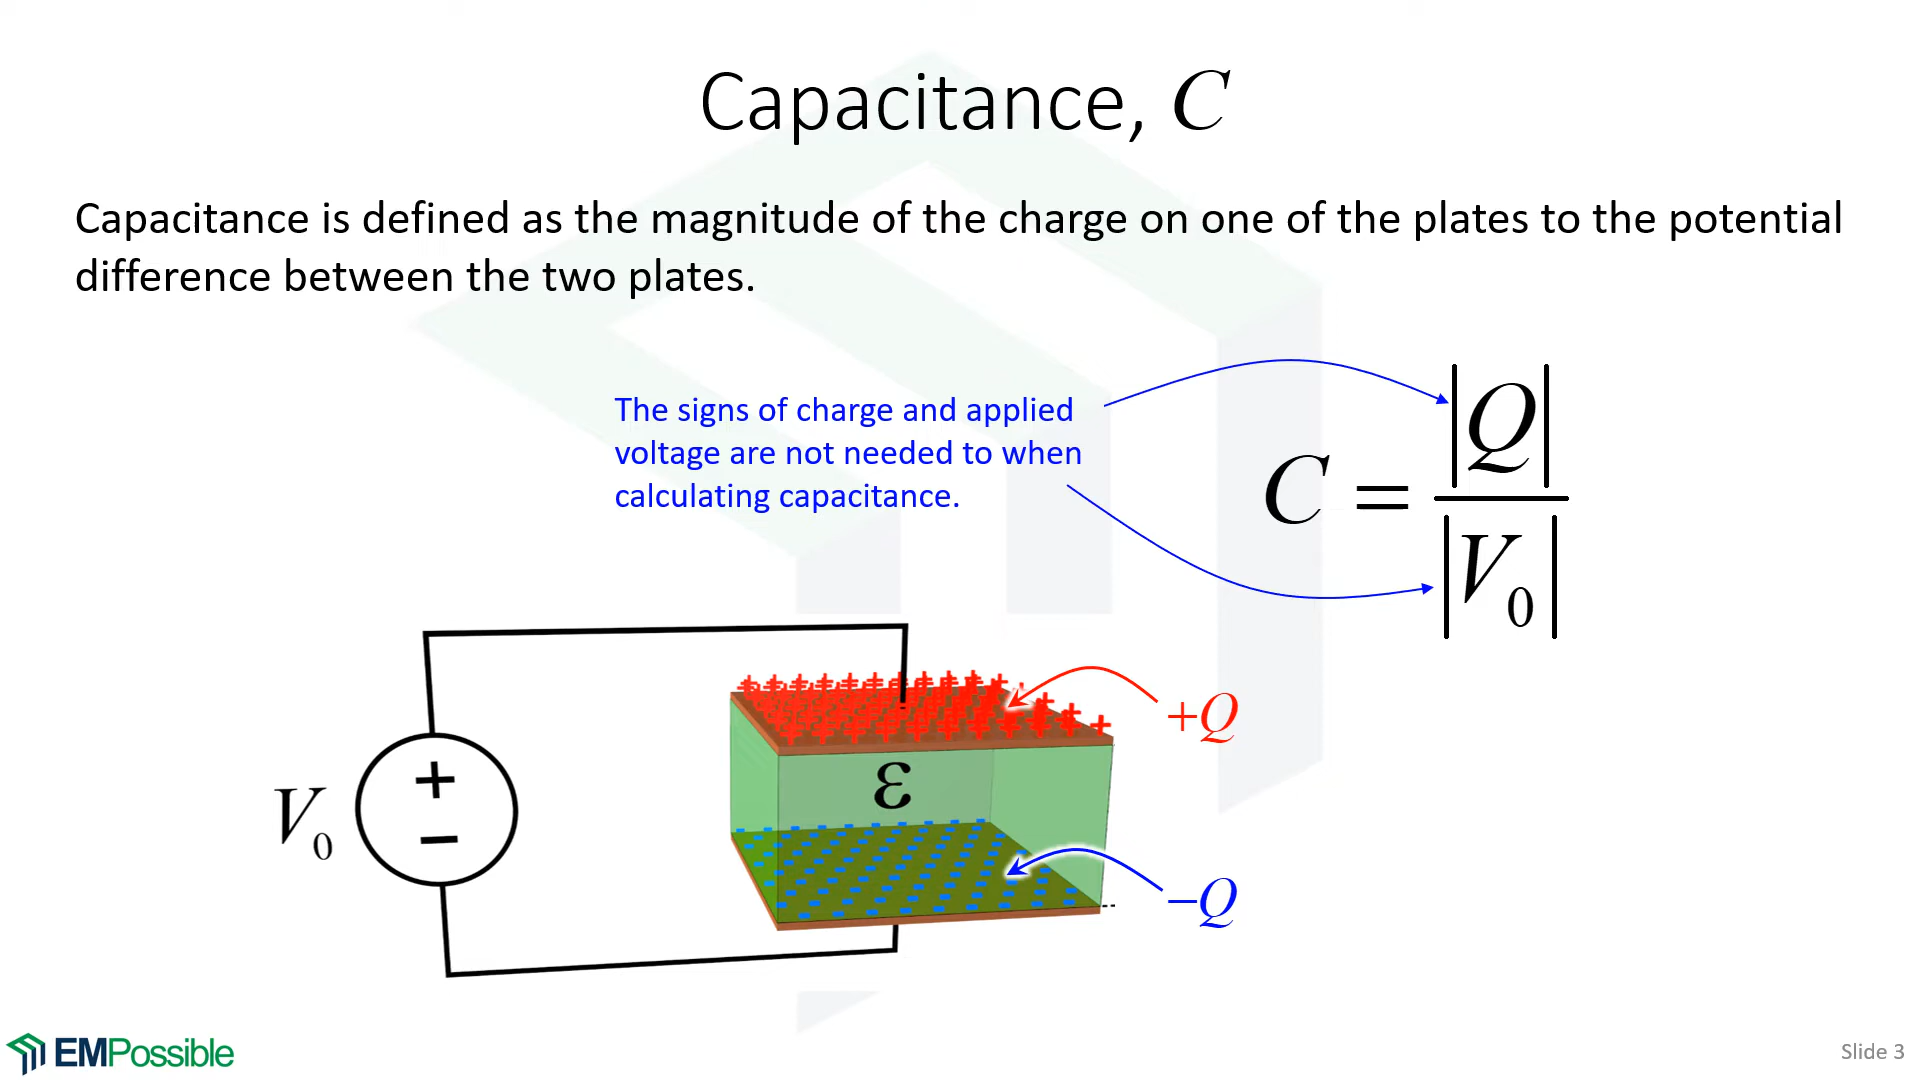 Capacitance, C
Capacitance is defined as the magnitude of the charge on one of the plates to the potential
difference between the two plates.
The signs of charge and applied
voltage are not needed to when
calculating capacitance.
C = |Q| / |V₀|
+Q
ε
V₀
+
−
−Q
EMPossible
Slide 3